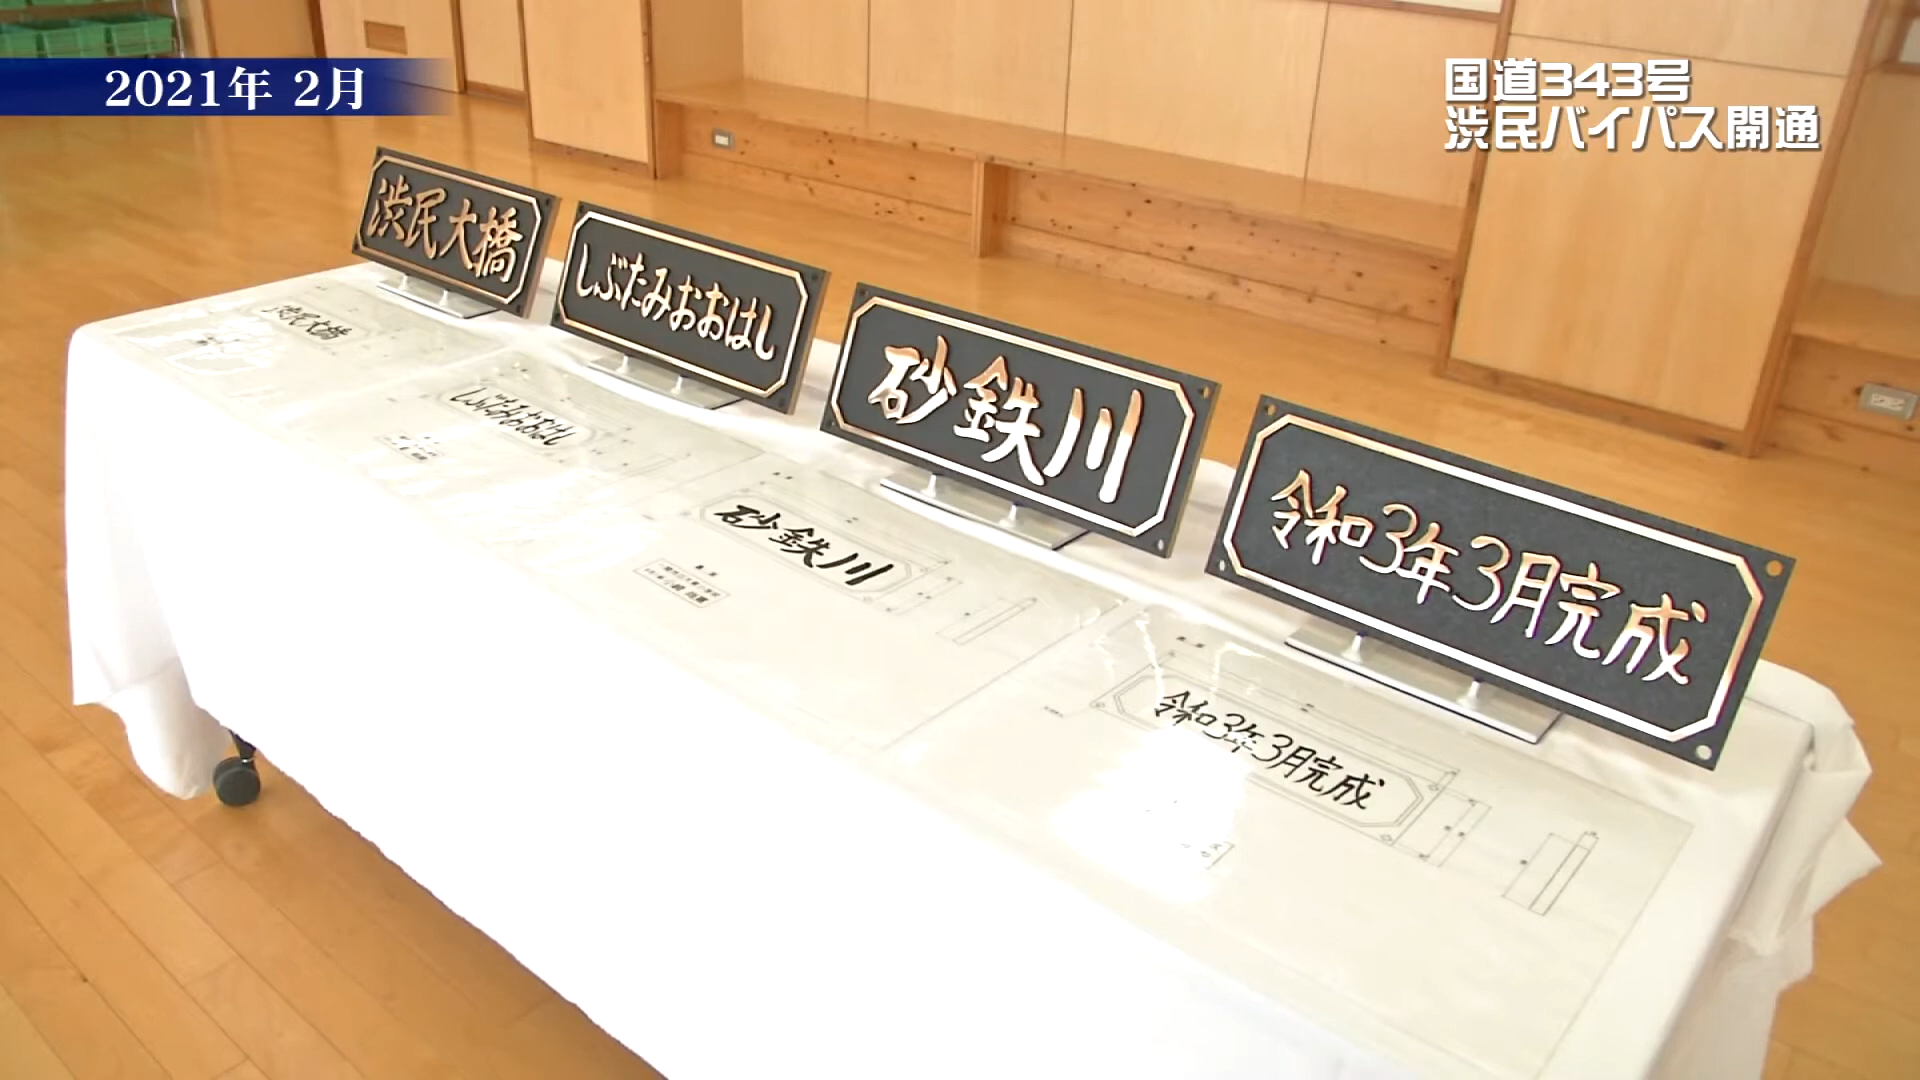 2021年 2月
国道343号
渋民バイパス開通
渋民大橋
しぶたみおおはし
砂鉄川
令和3年3月完成
渋民大橋
しぶたみおおはし
砂鉄川
令和3年3月完成